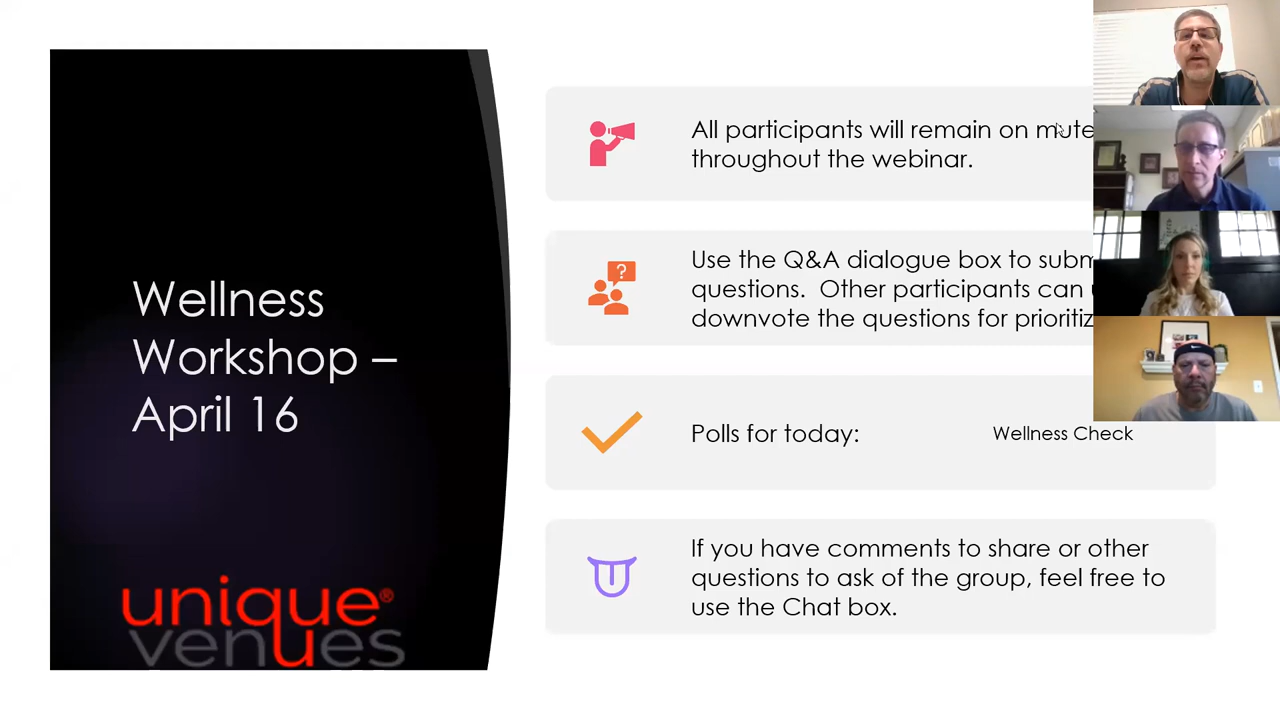 Wellness
Workshop –
April 16
unique®
venues
All participants will remain on mute
throughout the webinar.
Use the Q&A dialogue box to
questions. Other participants can
downvote the questions for
Polls for today:
Wellness Check
If you have comments to share or other
questions to ask of the group, feel free to
use the Chat box.